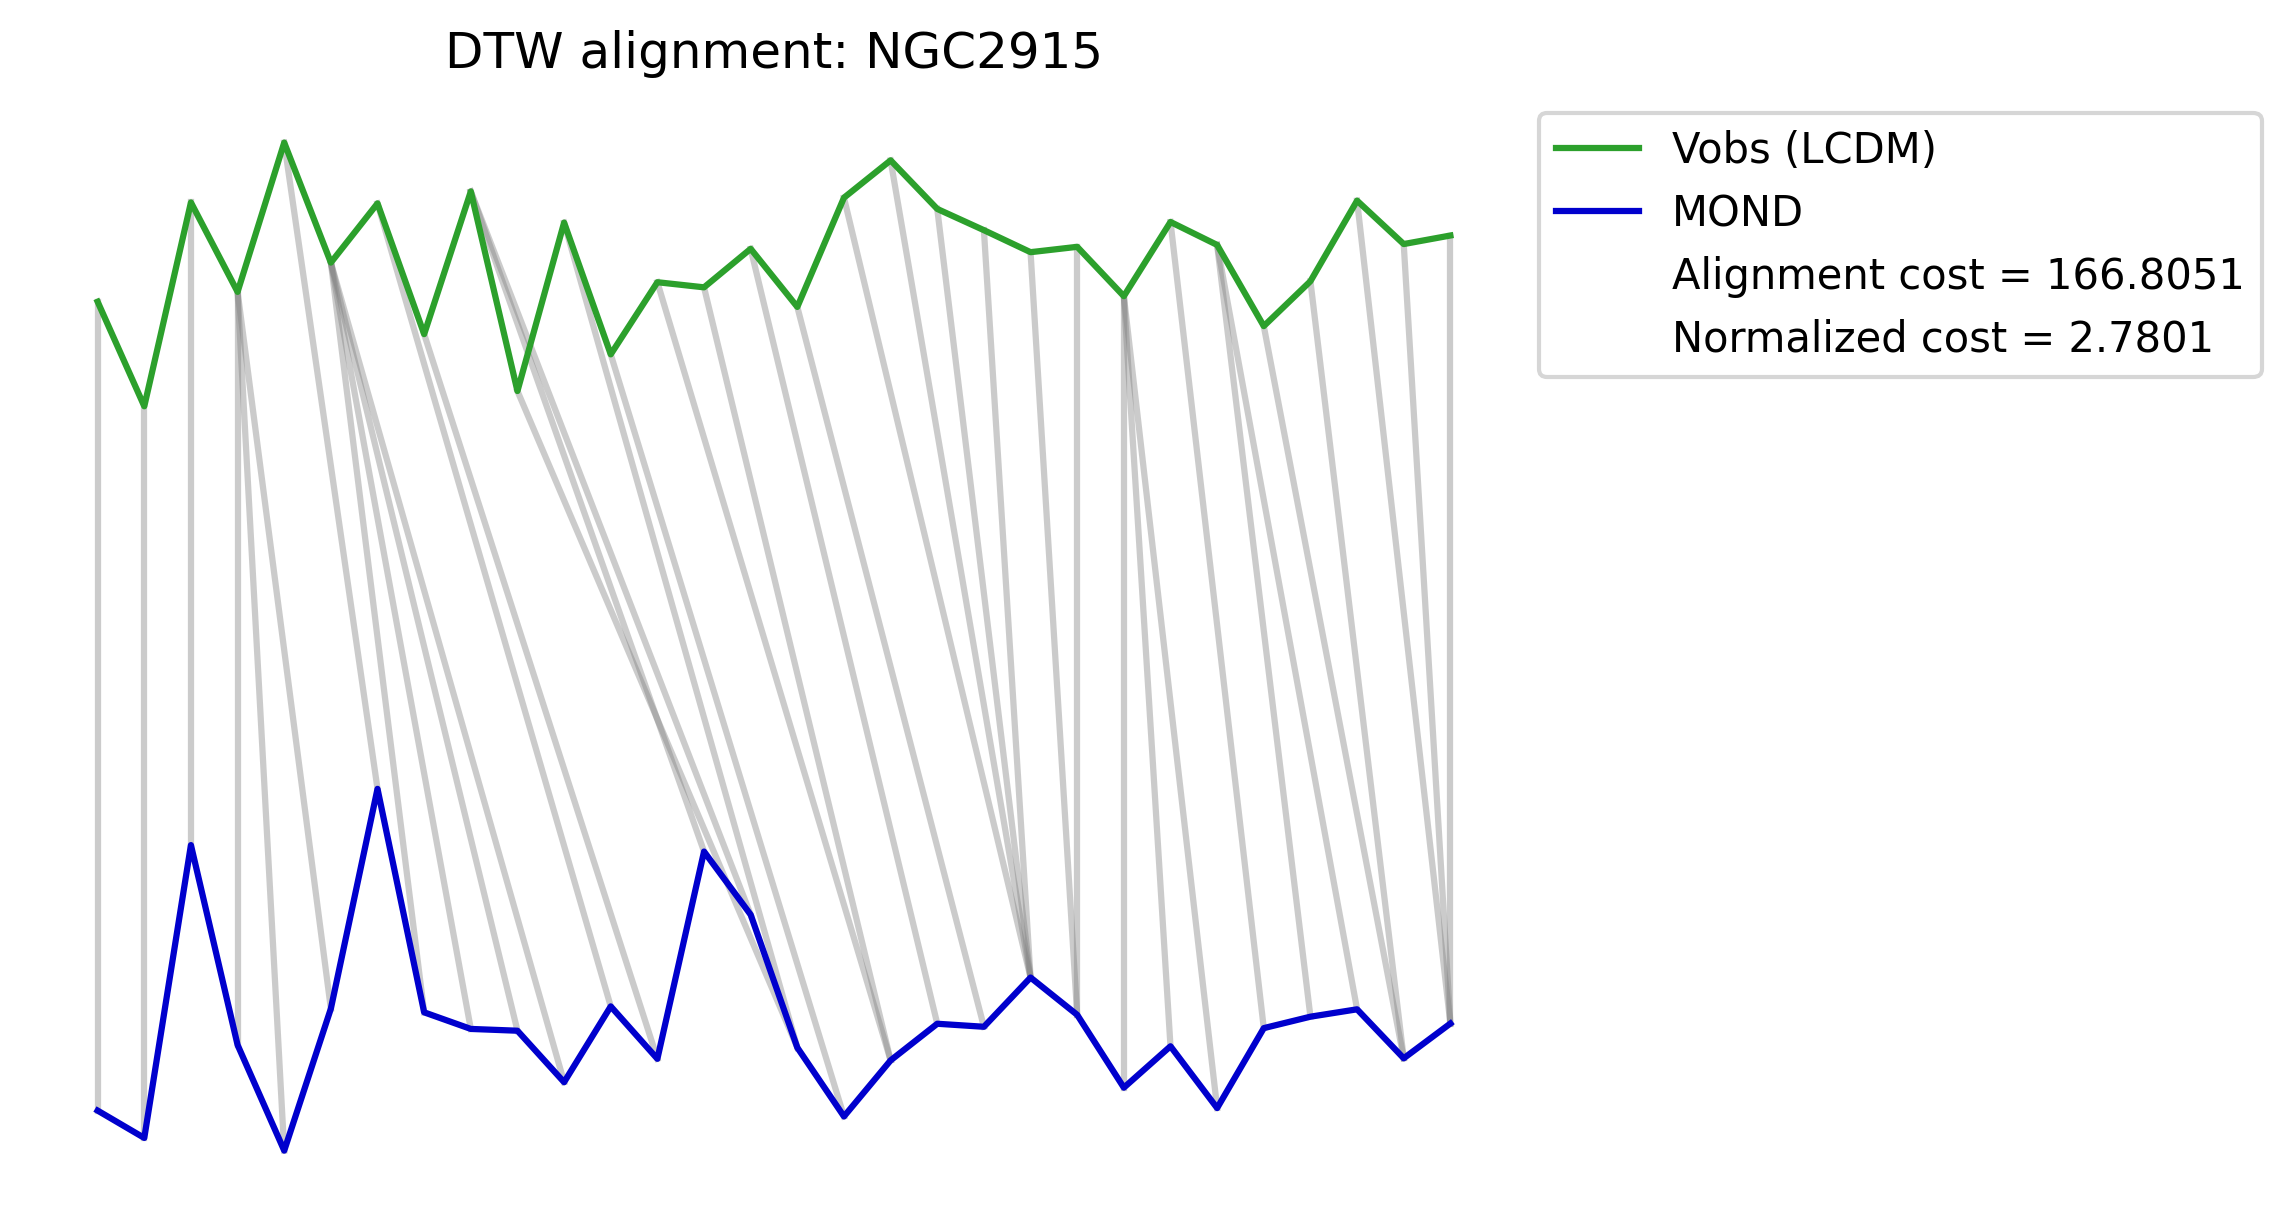 DTW alignment: NGC2915
Vobs (LCDM)
MOND
Alignment cost = 166.8051
Normalized cost = 2.7801